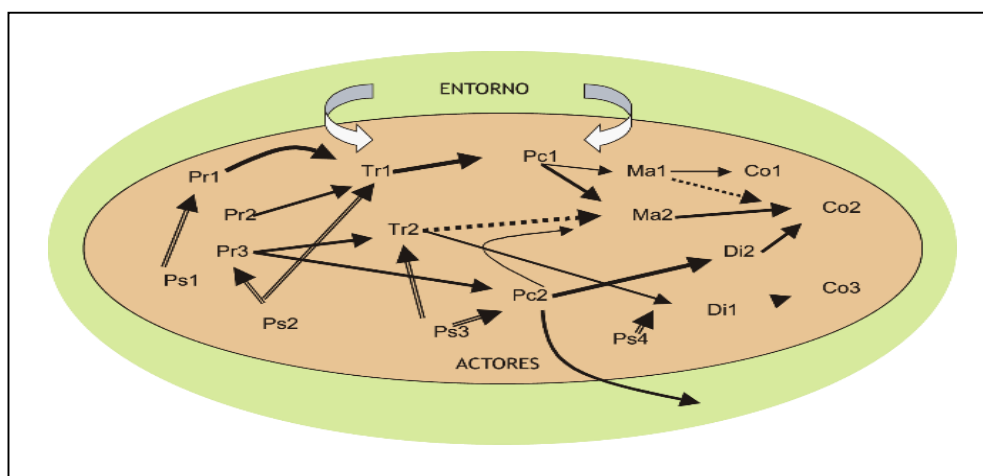 ENTORNO
Pc1
Pr1
Tr1
Ma1
Co1
Pr2
Ma2
Co2
Pr3
Tr2
Di2
Ps1
Pc2
Co3
Ps2
Ps3
Ps4
Di1
ACTORES